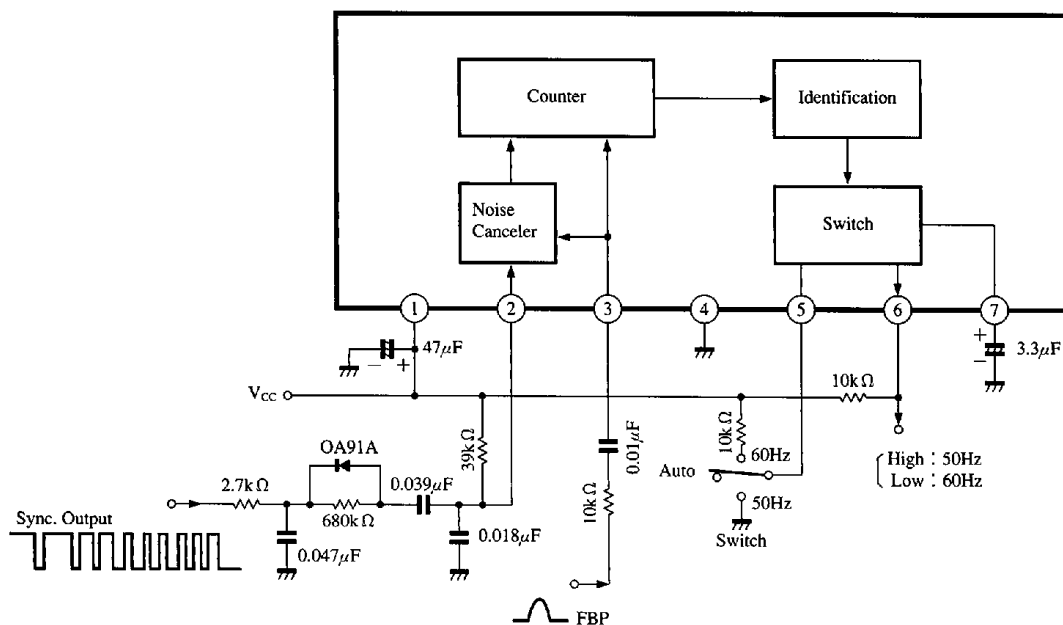 Counter
Identification
Noise
Canceler
Switch
1
2
3
4
5
6
7
47μF
− +
+
−
3.3μF
V_CC
10kΩ
39kΩ
0.01μF
10kΩ
60Hz
Auto
50Hz
Switch
High : 50Hz
Low : 60Hz
OA91A
2.7kΩ
0.039μF
680kΩ
10kΩ
Sync. Output
0.047μF
0.018μF
FBP